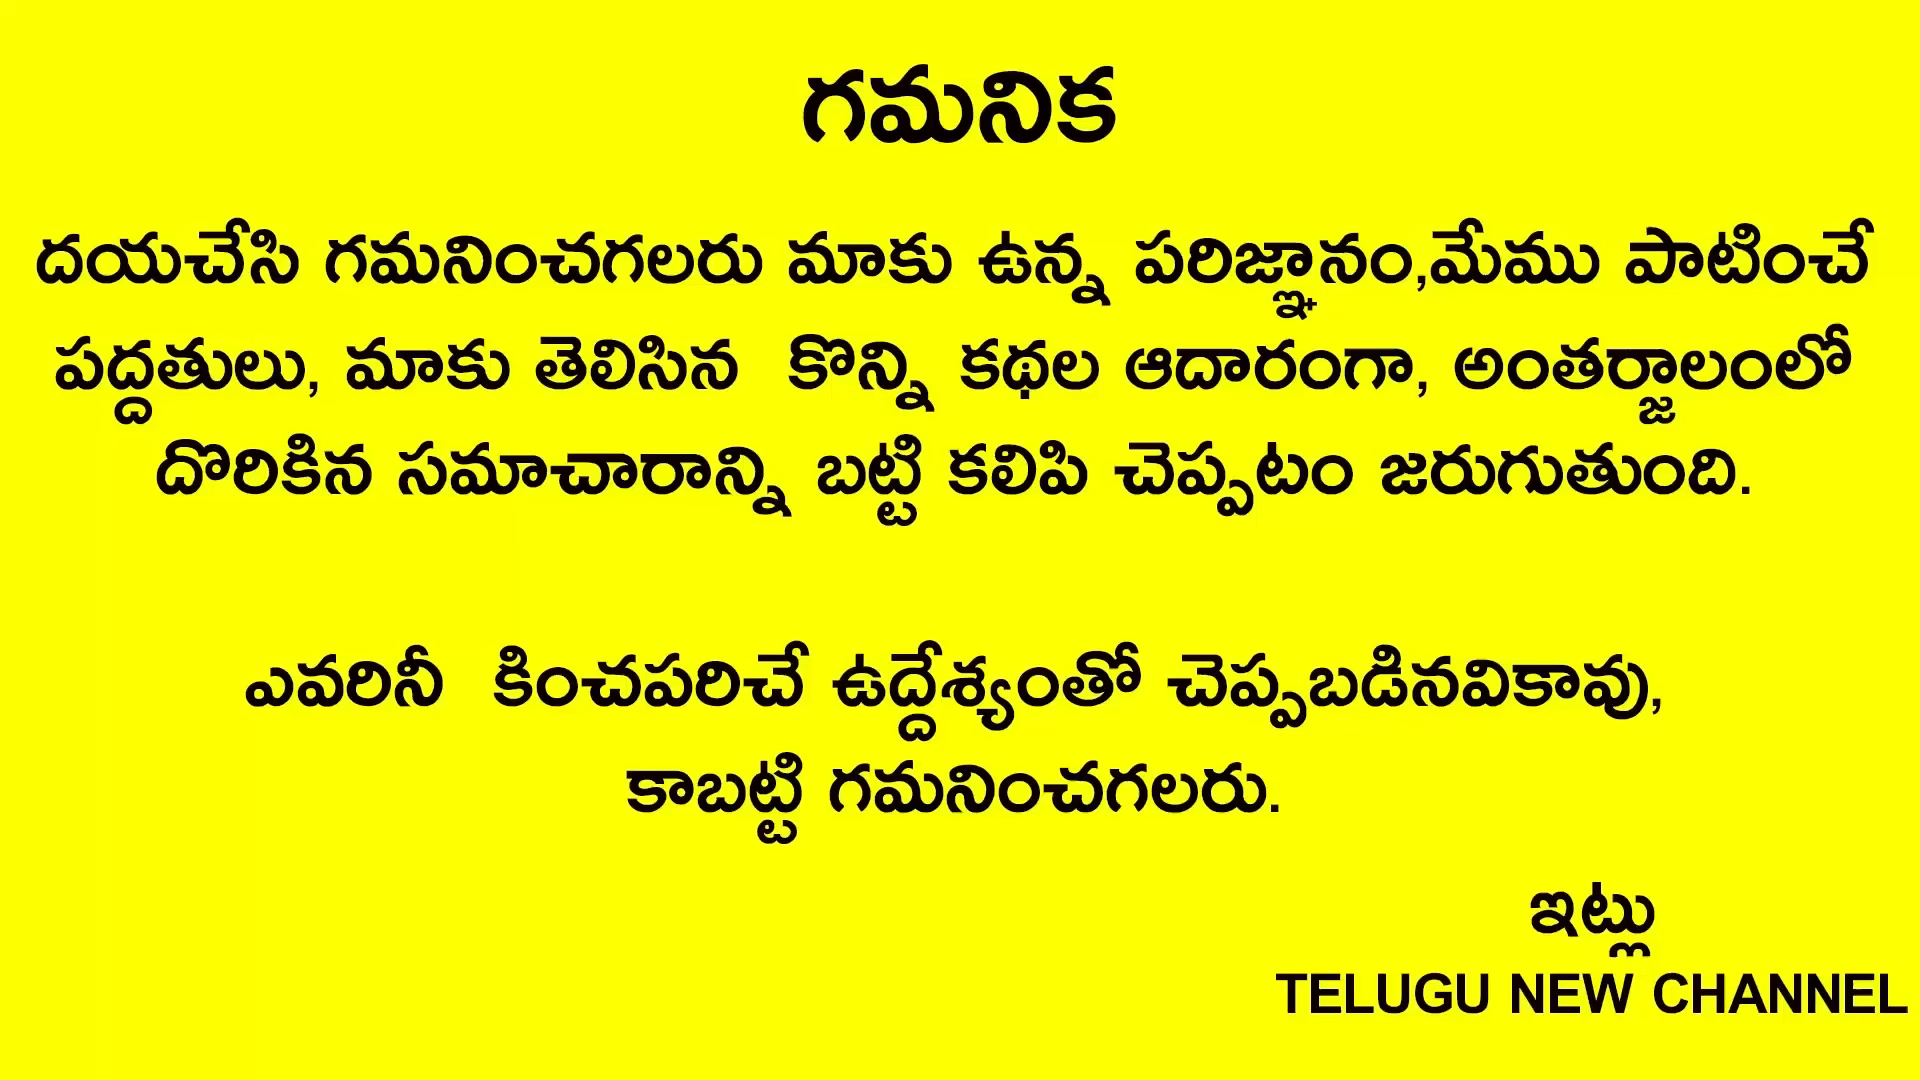 గమనిక
దయచేసి గమనించగలరు మాకు ఉన్న పరిజ్ఞానం,మేము పాటించే
పద్దతులు, మాకు తెలిసిన కొన్ని కథల ఆదారంగా, అంతర్జాలంలో
దొరికిన సమాచారాన్ని బట్టి కలిపి చెప్పటం జరుగుతుంది.
ఎవరినీ కించపరిచే ఉద్దేశ్యంతో చెప్పబడినవికావు,
కాబట్టి గమనించగలరు.
ఇట్లు
TELUGU NEW CHANNEL